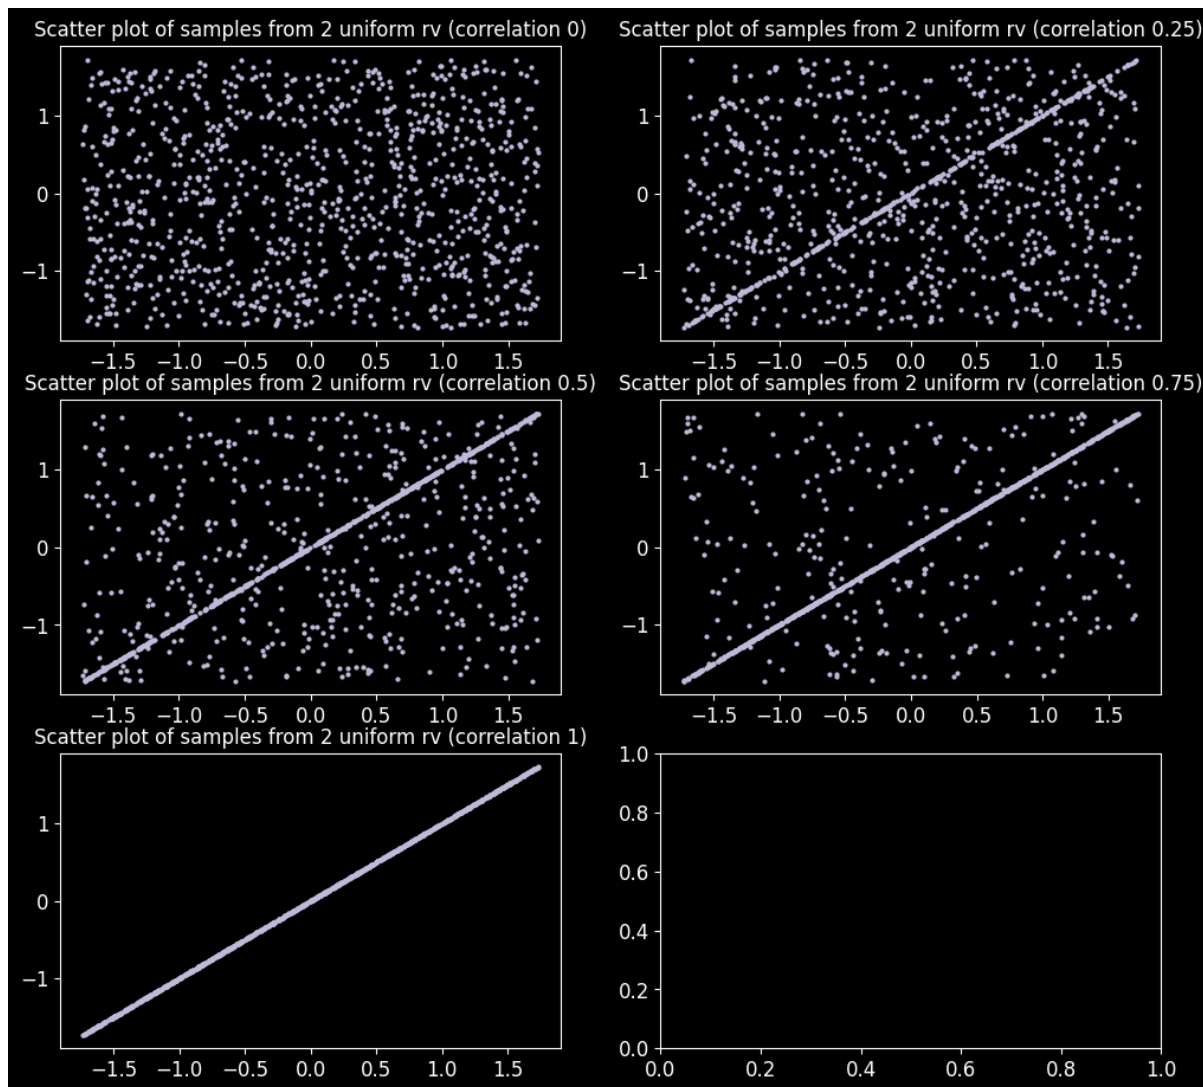 Scatter plot of samples from 2 uniform rv (correlation 0)
1
0
−1
−1.5 −1.0 −0.5 0.0 0.5 1.0 1.5
Scatter plot of samples from 2 uniform rv (correlation 0.25)
1
0
−1
−1.5 −1.0 −0.5 0.0 0.5 1.0 1.5
Scatter plot of samples from 2 uniform rv (correlation 0.5)
1
0
−1
−1.5 −1.0 −0.5 0.0 0.5 1.0 1.5
Scatter plot of samples from 2 uniform rv (correlation 0.75)
1
0
−1
−1.5 −1.0 −0.5 0.0 0.5 1.0 1.5
Scatter plot of samples from 2 uniform rv (correlation 1)
1
0
−1
−1.5 −1.0 −0.5 0.0 0.5 1.0 1.5
1.0
0.8
0.6
0.4
0.2
0.0
0.0 0.2 0.4 0.6 0.8 1.0